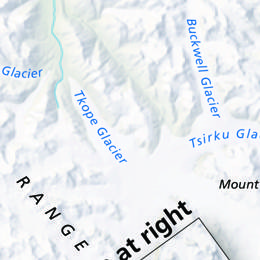 Buckwell Glacier
Glacier
Tkope Glacier
Tsirku Gla
Mount
RANGE
at right